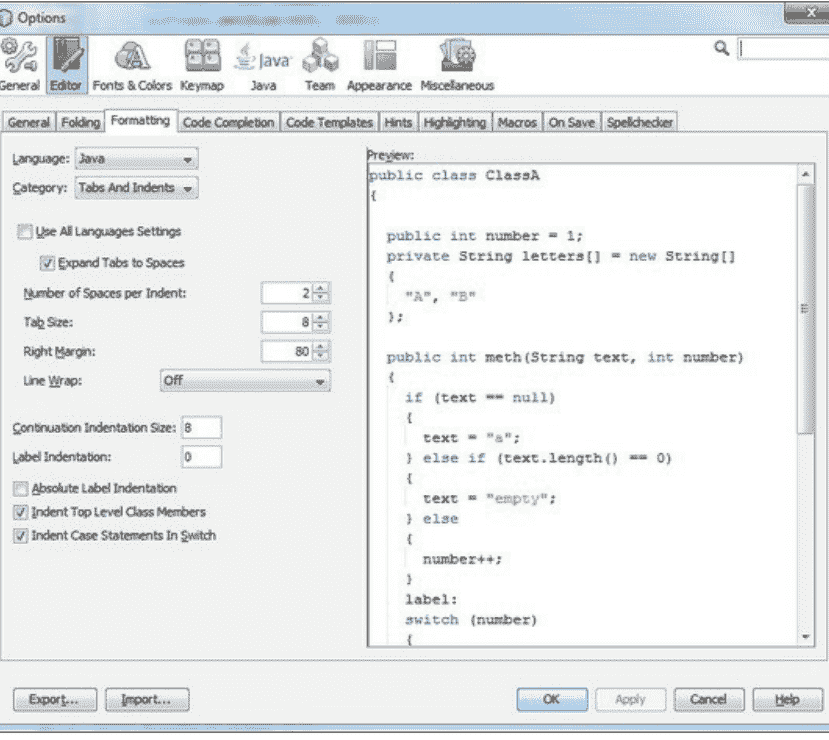 Options
Java
General Editor Fonts & Colors Keymap Java Team Appearance Miscellaneous
General Folding Formatting Code Completion Code Templates Hints Highlighting Macros On Save Spellchecker
Language: Java
Category: Tabs And Indents
Use All Languages Settings
Expand Tabs to Spaces
Number of Spaces per Indent: 2
Tab Size: 8
Right Margin: 80
Line Wrap: Off
Continuation Indentation Size: 8
Label Indentation: 0
Absolute Label Indentation
Indent Top Level Class Members
Indent Case Statements In Switch
Preview:
public class ClassA
{
public int number = 1;
private String letters[] = new String[]
{
"A", "B"
};
public int meth(String text, int number)
{
if (text == null)
{
text = "a";
} else if (text.length() == 0)
{
text = "empty";
} else
{
number++;
}
label:
switch (number)
{
Export... Import... OK Apply Cancel Help